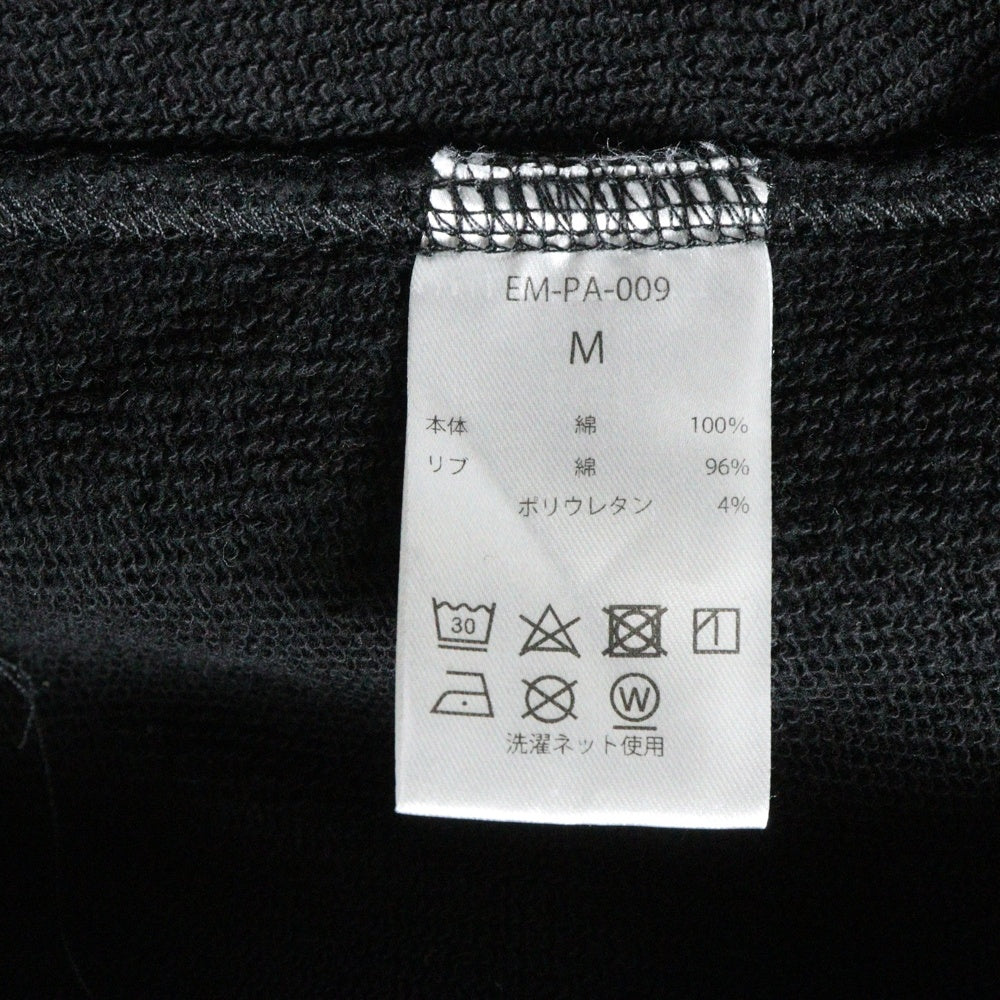 EM-PA-009
M
本体 綿 100%
リブ 綿 96%
ポリウレタン 4%
30
W
洗濯ネット使用